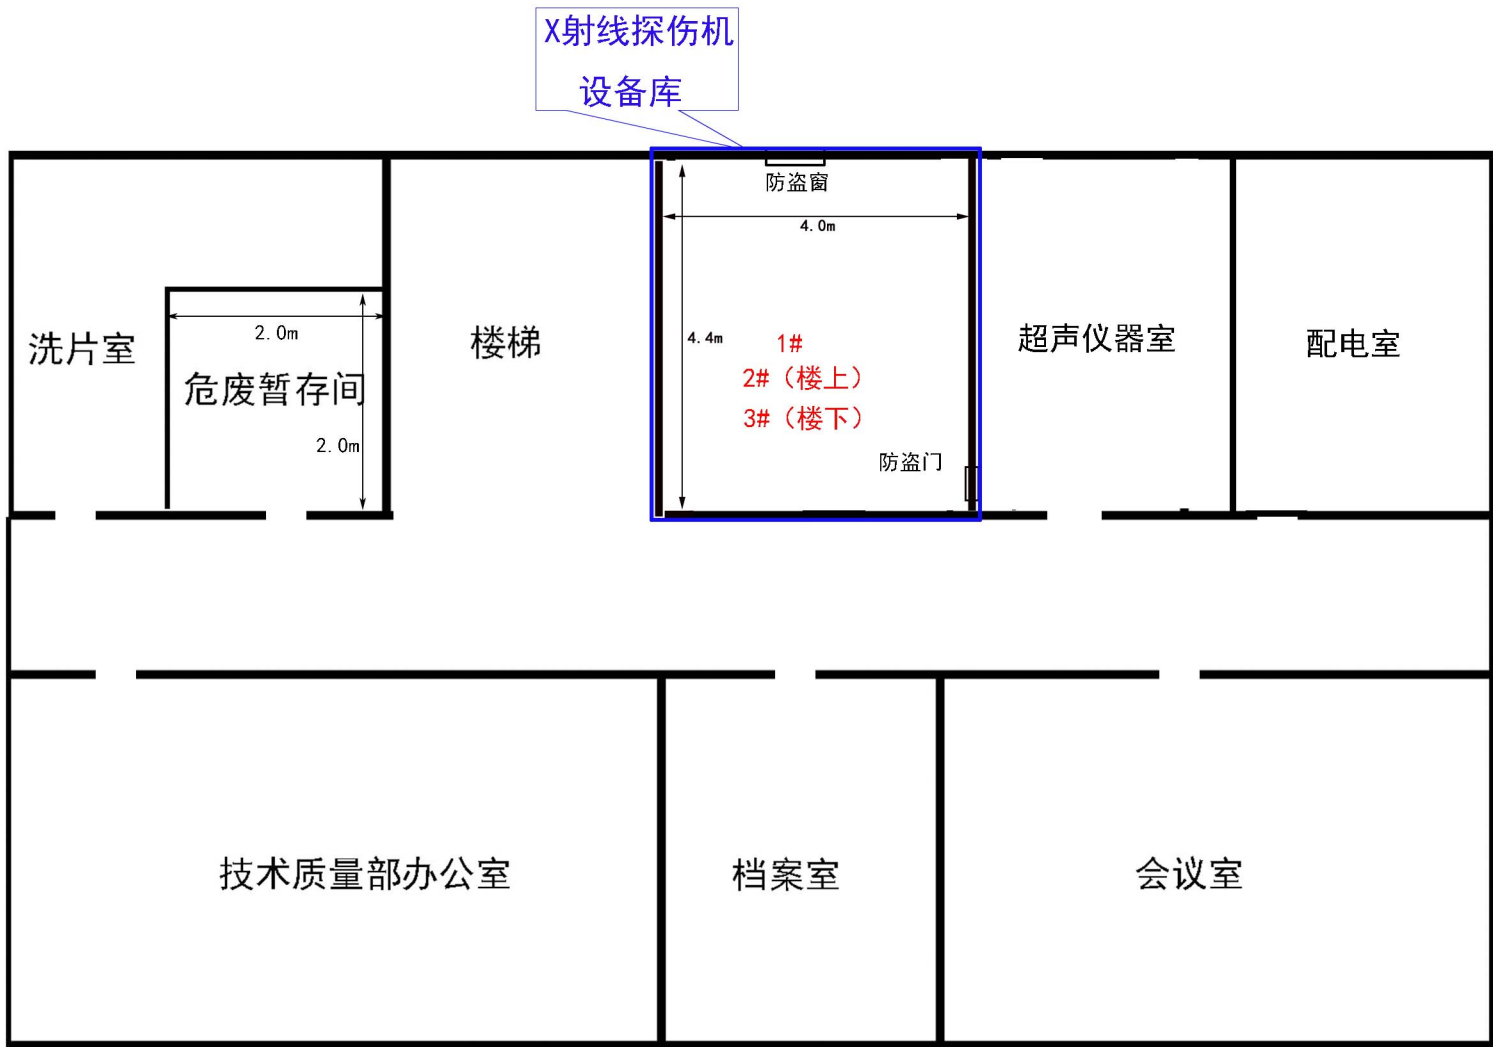 X射线探伤机
设备库
防盗窗
4.0m
洗片室
2.0m
危废暂存间
2.0m
楼梯
4.4m
1#
2#（楼上）
3#（楼下）
防盗门
超声仪器室
配电室
技术质量部办公室
档案室
会议室